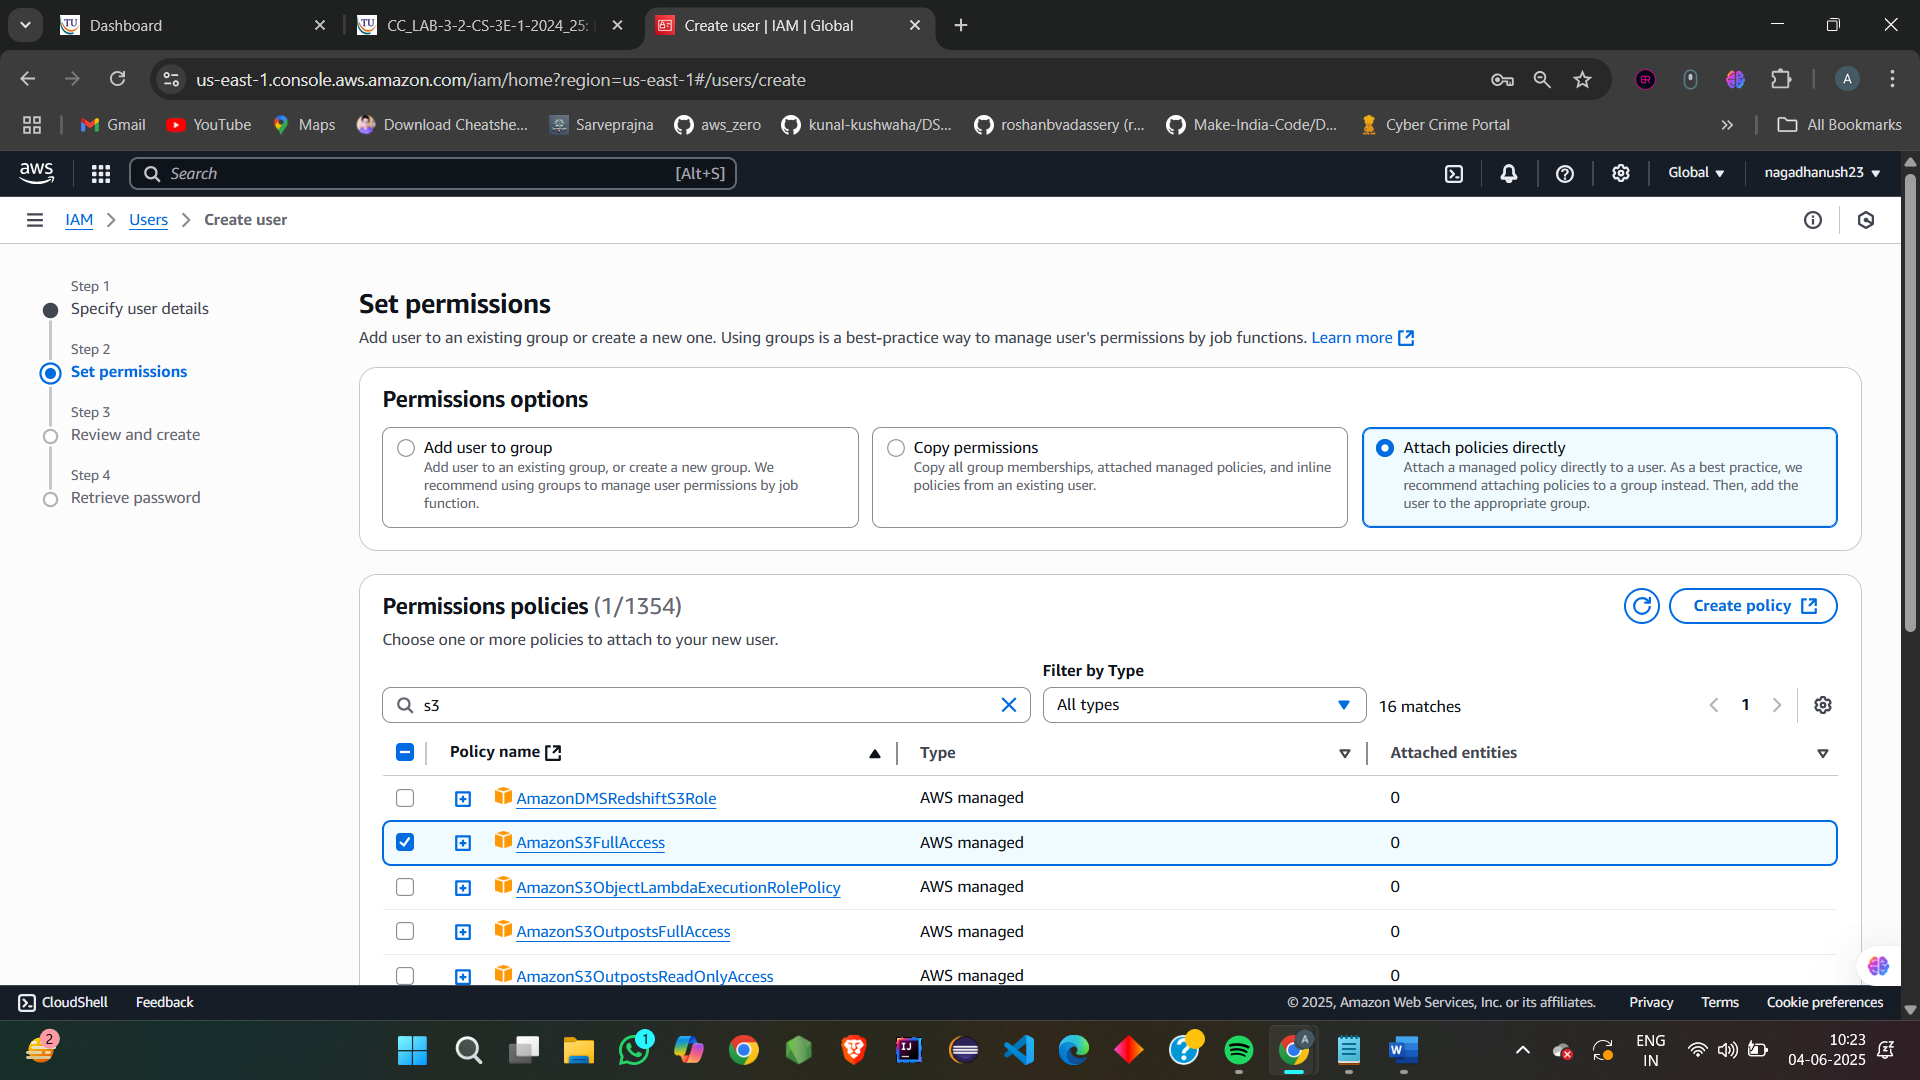 Dashboard
CC_LAB-3-2-CS-3E-1-2024_25:
Create user | IAM | Global
us-east-1.console.aws.amazon.com/iam/home?region=us-east-1#/users/create
A
Gmail
YouTube
Maps
Download Cheatshe...
Sarveprajna
aws_zero
kunal-kushwaha/DS...
roshanbvadassery (r...
Make-India-Code/D...
Cyber Crime Portal
All Bookmarks
aws
Search
[Alt+S]
Global
nagadhanush23
IAM
Users
Create user
Step 1
Specify user details
Step 2
Set permissions
Step 3
Review and create
Step 4
Retrieve password
Set permissions
Add user to an existing group or create a new one. Using groups is a best-practice way to manage user's permissions by job functions. Learn more
Permissions options
Add user to group
Add user to an existing group, or create a new group. We
recommend using groups to manage user permissions by job
function.
Copy permissions
Copy all group memberships, attached managed policies, and inline
policies from an existing user.
Attach policies directly
Attach a managed policy directly to a user. As a best practice, we
recommend attaching policies to a group instead. Then, add the
user to the appropriate group.
Permissions policies (1/1354)
Create policy
Choose one or more policies to attach to your new user.
Filter by Type
s3
All types
16 matches
1
Policy name
Type
Attached entities
AmazonDMSRedshiftS3Role
AWS managed
0
AmazonS3FullAccess
AWS managed
0
AmazonS3ObjectLambdaExecutionRolePolicy
AWS managed
0
AmazonS3OutpostsFullAccess
AWS managed
0
AmazonS3OutpostsReadOnlyAccess
AWS managed
0
CloudShell
Feedback
© 2025, Amazon Web Services, Inc. or its affiliates.
Privacy
Terms
Cookie preferences
2
1
ENG
IN
10:23
04-06-2025